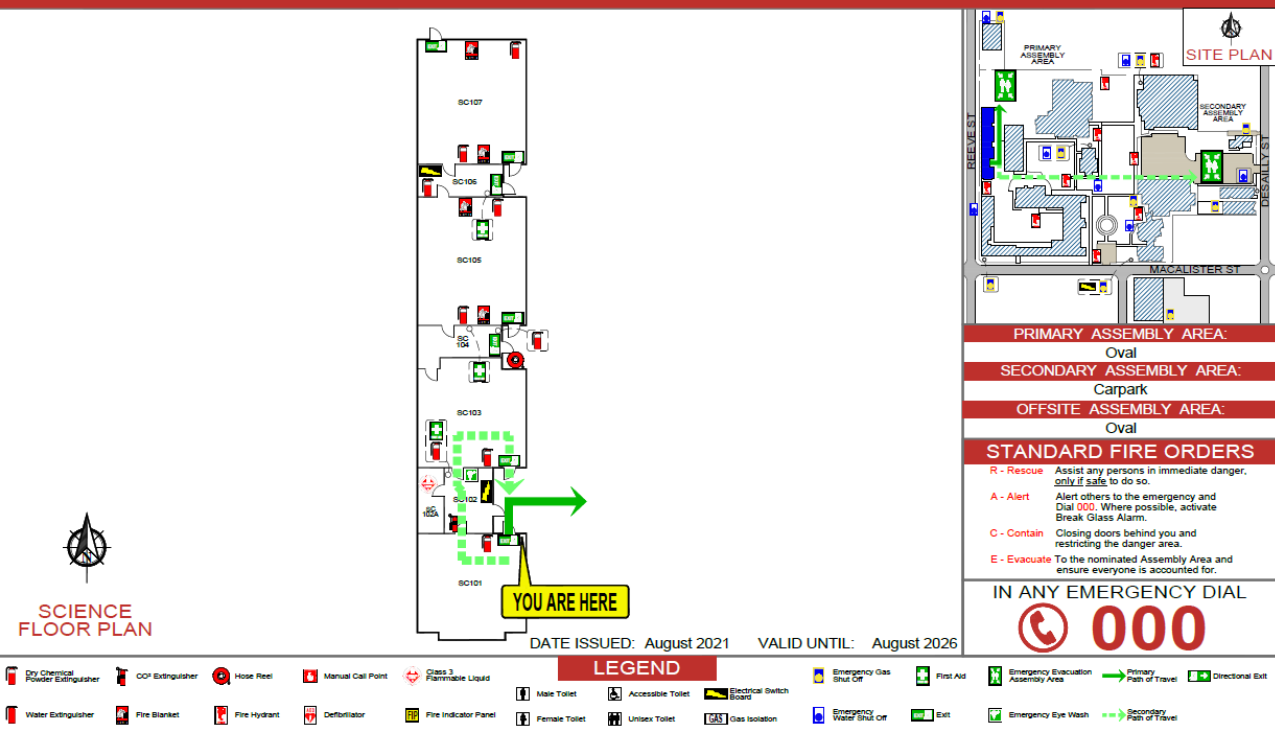 SITE PLAN
PRIMARY
ASSEMBLY
AREA
SECONDARY
ASSEMBLY
AREA
REEVE ST
DESAILLY ST
MACALISTER ST
SC107
SC106
SC105
SC
104
SC103
SC102
SC
102A
SC101
YOU ARE HERE
N
SCIENCE
FLOOR PLAN
DATE ISSUED: August 2021 VALID UNTIL: August 2026
PRIMARY ASSEMBLY AREA:
Oval
SECONDARY ASSEMBLY AREA:
Carpark
OFFSITE ASSEMBLY AREA:
Oval
STANDARD FIRE ORDERS
R - Rescue Assist any persons in immediate danger,
only if safe to do so.
A - Alert Alert others to the emergency and
Dial 000. Where possible, activate
Break Glass Alarm.
C - Contain Closing doors behind you and
restricting the danger area.
E - Evacuate To the nominated Assembly Area and
ensure everyone is accounted for.
IN ANY EMERGENCY DIAL
000
LEGEND
Dry Chemical
Powder Extinguisher
CO² Extinguisher
Hose Reel
Manual Call Point
Class 3
Flammable Liquid
Male Toilet
Accessible Toilet
Electrical Switch
Board
Emergency Gas
Shut Off
First Aid
Emergency Evacuation
Assembly Area
Primary
Path of Travel
Directional Exit
Water Extinguisher
Fire Blanket
Fire Hydrant
Defibrillator
FIP Fire Indicator Panel
Female Toilet
Unisex Toilet
GAS Gas Isolation
Emergency
Water Shut Off
EXIT Exit
Emergency Eye Wash
Secondary
Path of Travel